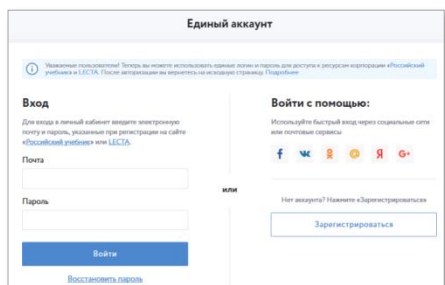 Единый аккаунт
Уважаемые пользователи! Теперь вы можете использовать единые логин и пароль для доступа к ресурсам корпорации «Российский
учебник» и LECTA. После авторизации вы вернетесь на исходную страницу. Подробнее
Вход
Для входа в личный кабинет введите электронную
почту и пароль, указанные при регистрации на сайте
«Российский учебник» или LECTA.
Почта
Пароль
Войти
Восстановить пароль
или
Войти с помощью:
Используйте быстрый вход через социальные сети
или почтовые сервисы
Нет аккаунта? Нажмите «Зарегистрироваться»
Зарегистрироваться